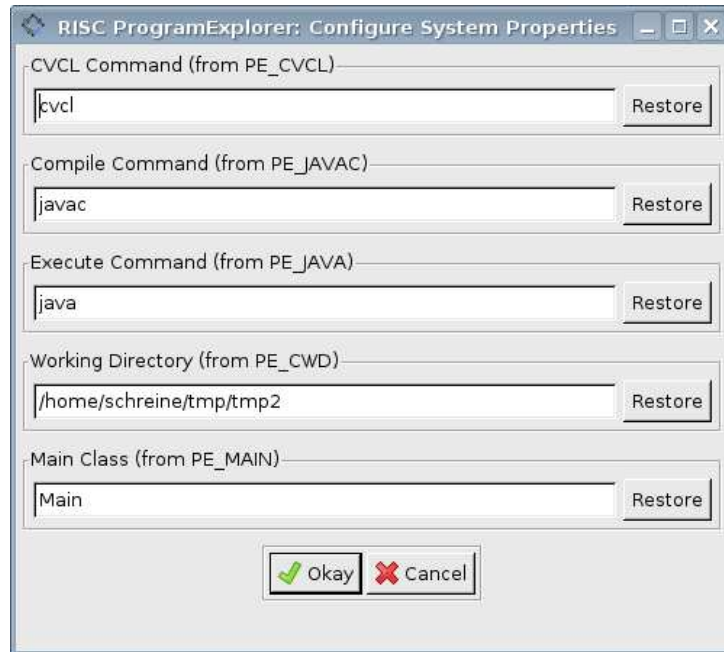 RISC ProgramExplorer: Configure System Properties
CVCL Command (from PE_CVCL)
cvcl Restore
Compile Command (from PE_JAVAC)
javac Restore
Execute Command (from PE_JAVA)
java Restore
Working Directory (from PE_CWD)
/home/schreine/tmp/tmp2 Restore
Main Class (from PE_MAIN)
Main Restore
Okay Cancel